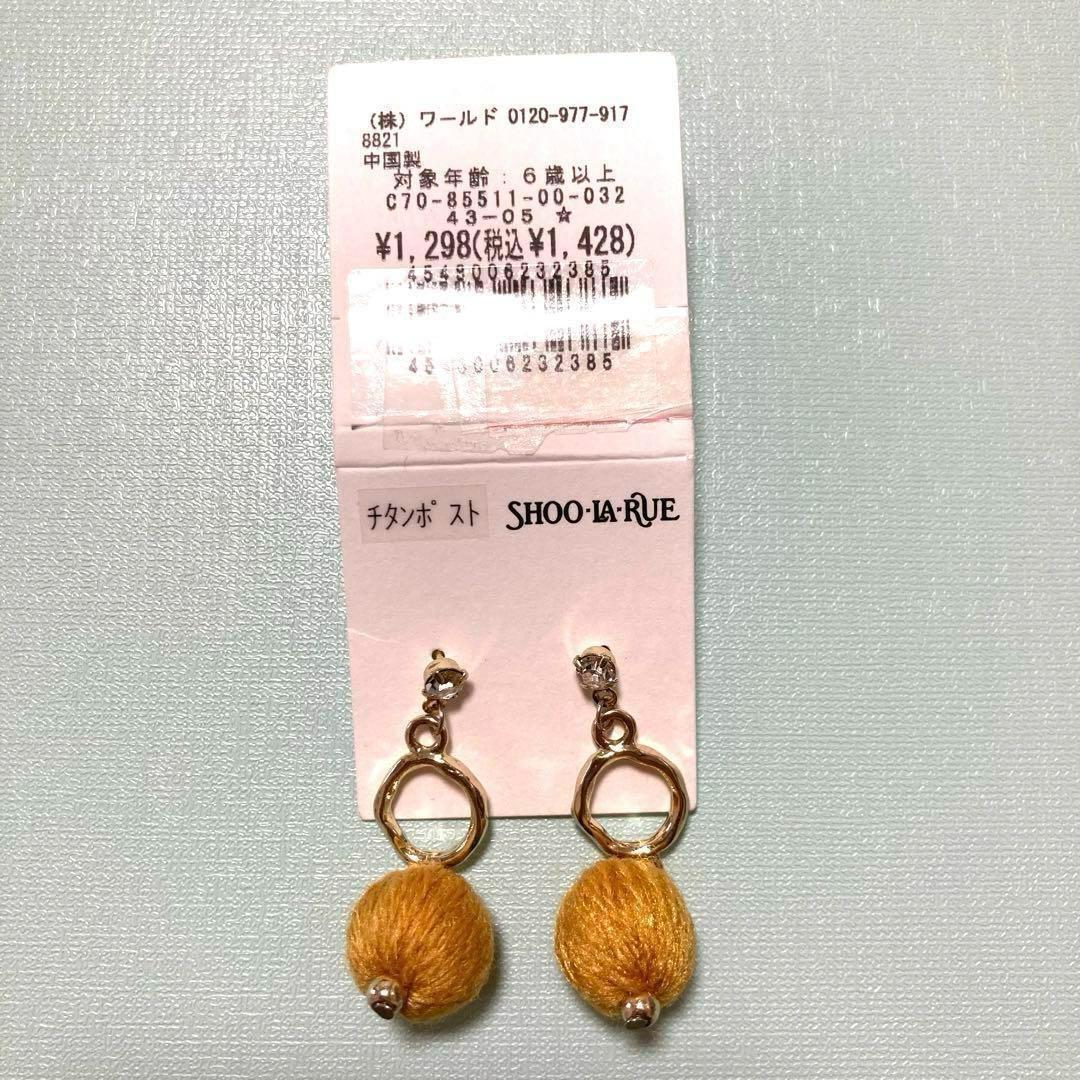 （株）ワールド 0120-977-917
8821
中国製
対象年齢：6歳以上
C70-85511-00-032
43-05 ☆
¥1,298(税込¥1,428)
4548006232385
006232385
チタンポスト SHOO·LA·RUE